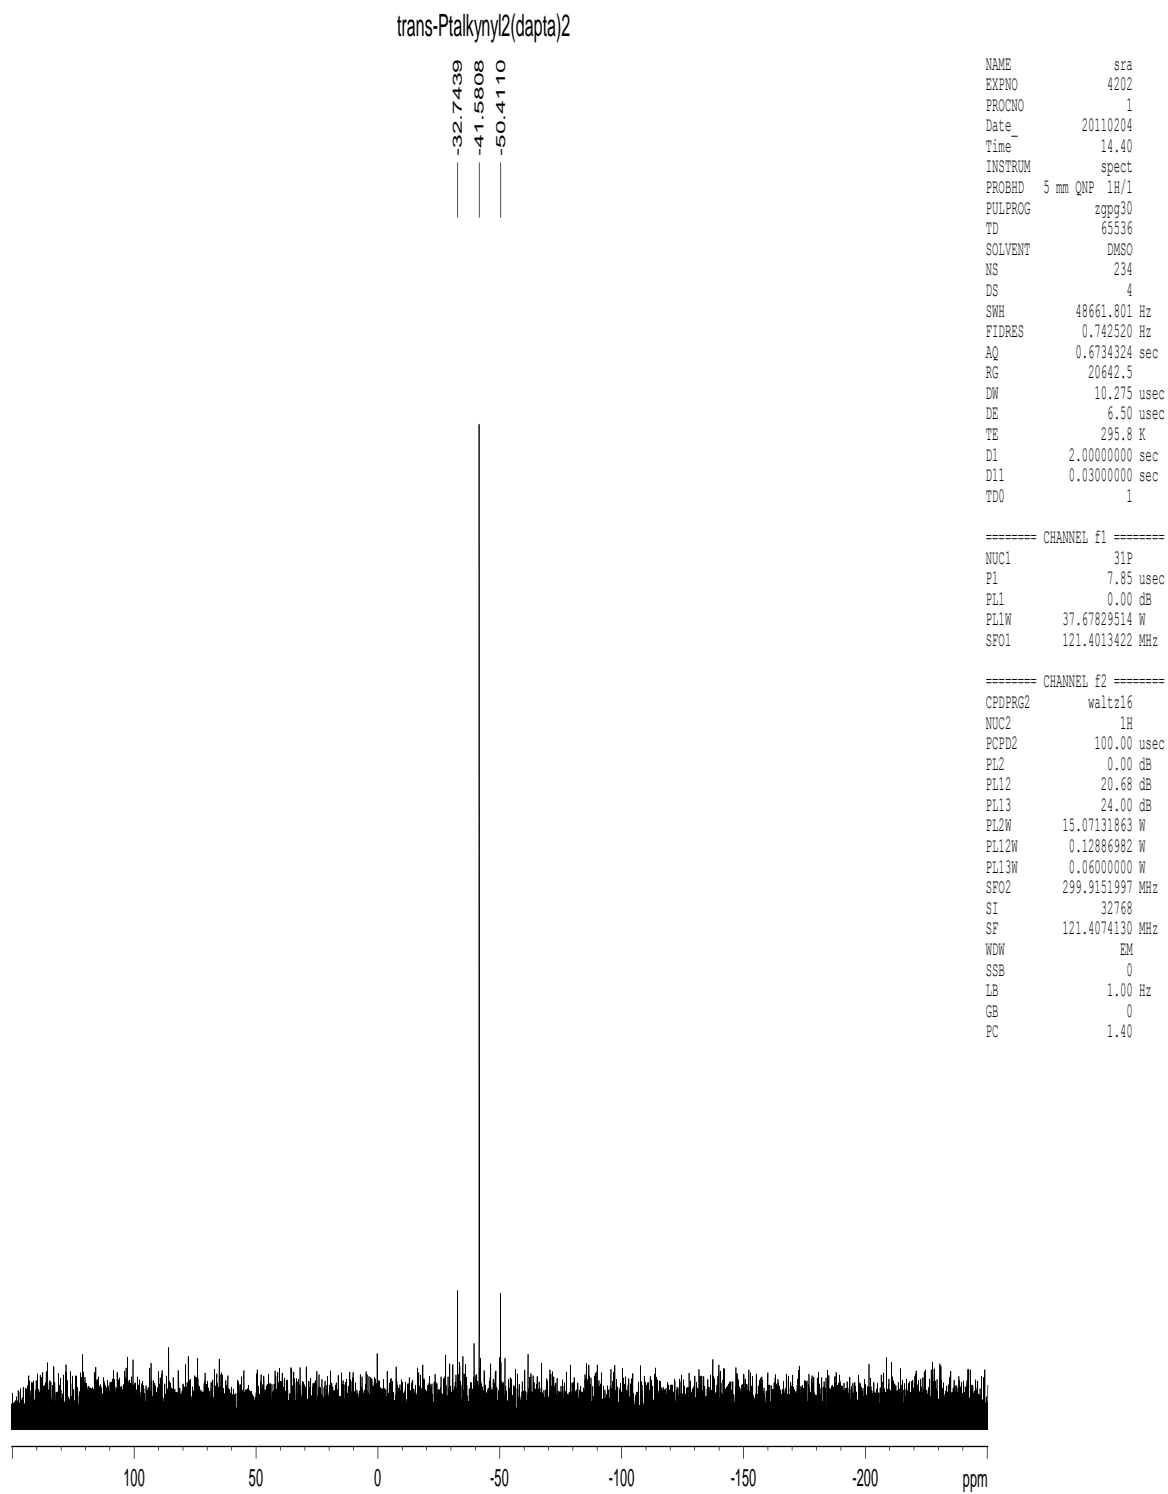 trans-Ptalkynyl2(dapta)2
-32.7439
-41.5808
-50.4110
NAME sra
EXPNO 4202
PROCNO 1
Date_ 20110204
Time 14.40
INSTRUM spect
PROBHD 5 mm QNP 1H/1
PULPROG zgpg30
TD 65536
SOLVENT DMSO
NS 234
DS 4
SWH 48661.801 Hz
FIDRES 0.742520 Hz
AQ 0.6734324 sec
RG 20642.5
DW 10.275 usec
DE 6.50 usec
TE 295.8 K
D1 2.00000000 sec
D11 0.03000000 sec
TD0 1
======== CHANNEL f1 ========
NUC1 31P
P1 7.85 usec
PL1 0.00 dB
PL1W 37.67829514 W
SFO1 121.4013422 MHz
======== CHANNEL f2 ========
CPDPRG2 waltz16
NUC2 1H
PCPD2 100.00 usec
PL2 0.00 dB
PL12 20.68 dB
PL13 24.00 dB
PL2W 15.07131863 W
PL12W 0.12886982 W
PL13W 0.06000000 W
SFO2 299.9151997 MHz
SI 32768
SF 121.4074130 MHz
WDW EM
SSB 0
LB 1.00 Hz
GB 0
PC 1.40
100 50 0 -50 -100 -150 -200 ppm